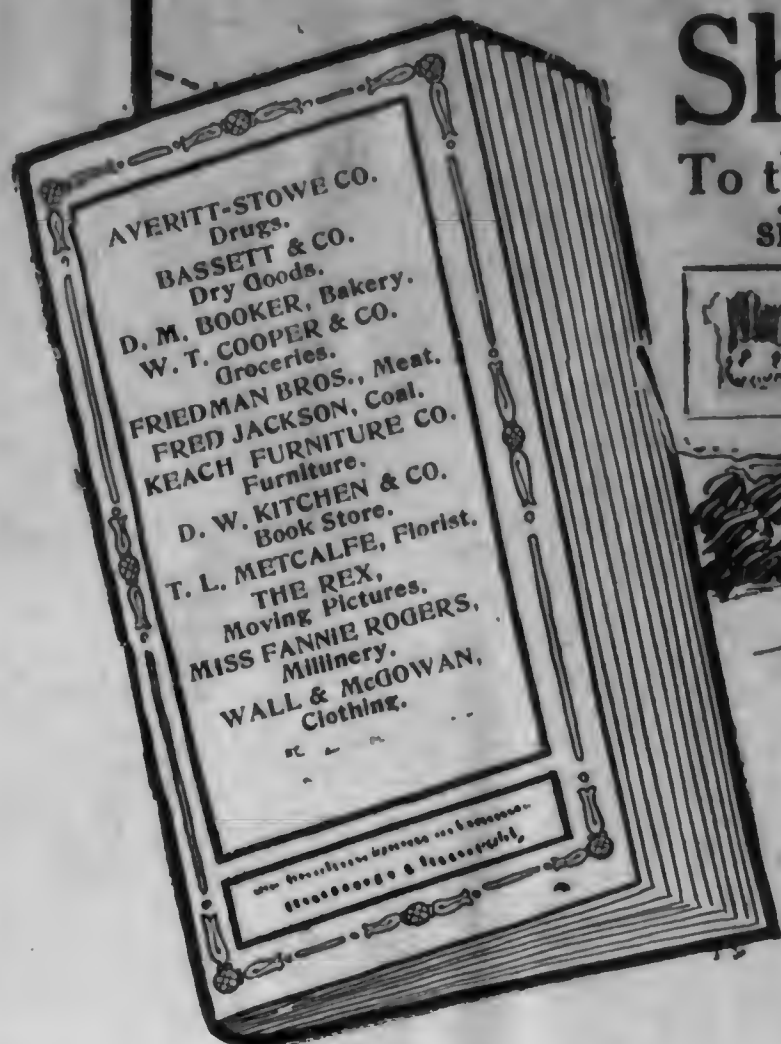 AVERITT-STOWE CO.
Drugs.
BASSETT & CO.
Dry Goods.
D. M. BOOKER, Bakery.
W. T. COOPER & CO.
Groceries.
FRIEDMAN BROS., Meat.
FRED JACKSON, Coal.
KEACH FURNITURE CO.
Furniture.
D. W. KITCHEN & CO.
Book Store.
T. L. METCALFE, Florist.
THE REX,
Moving Pictures.
MISS FANNIE ROGERS,
Millinery.
WALL & McGOWAN,
Clothing.
Sh
To t